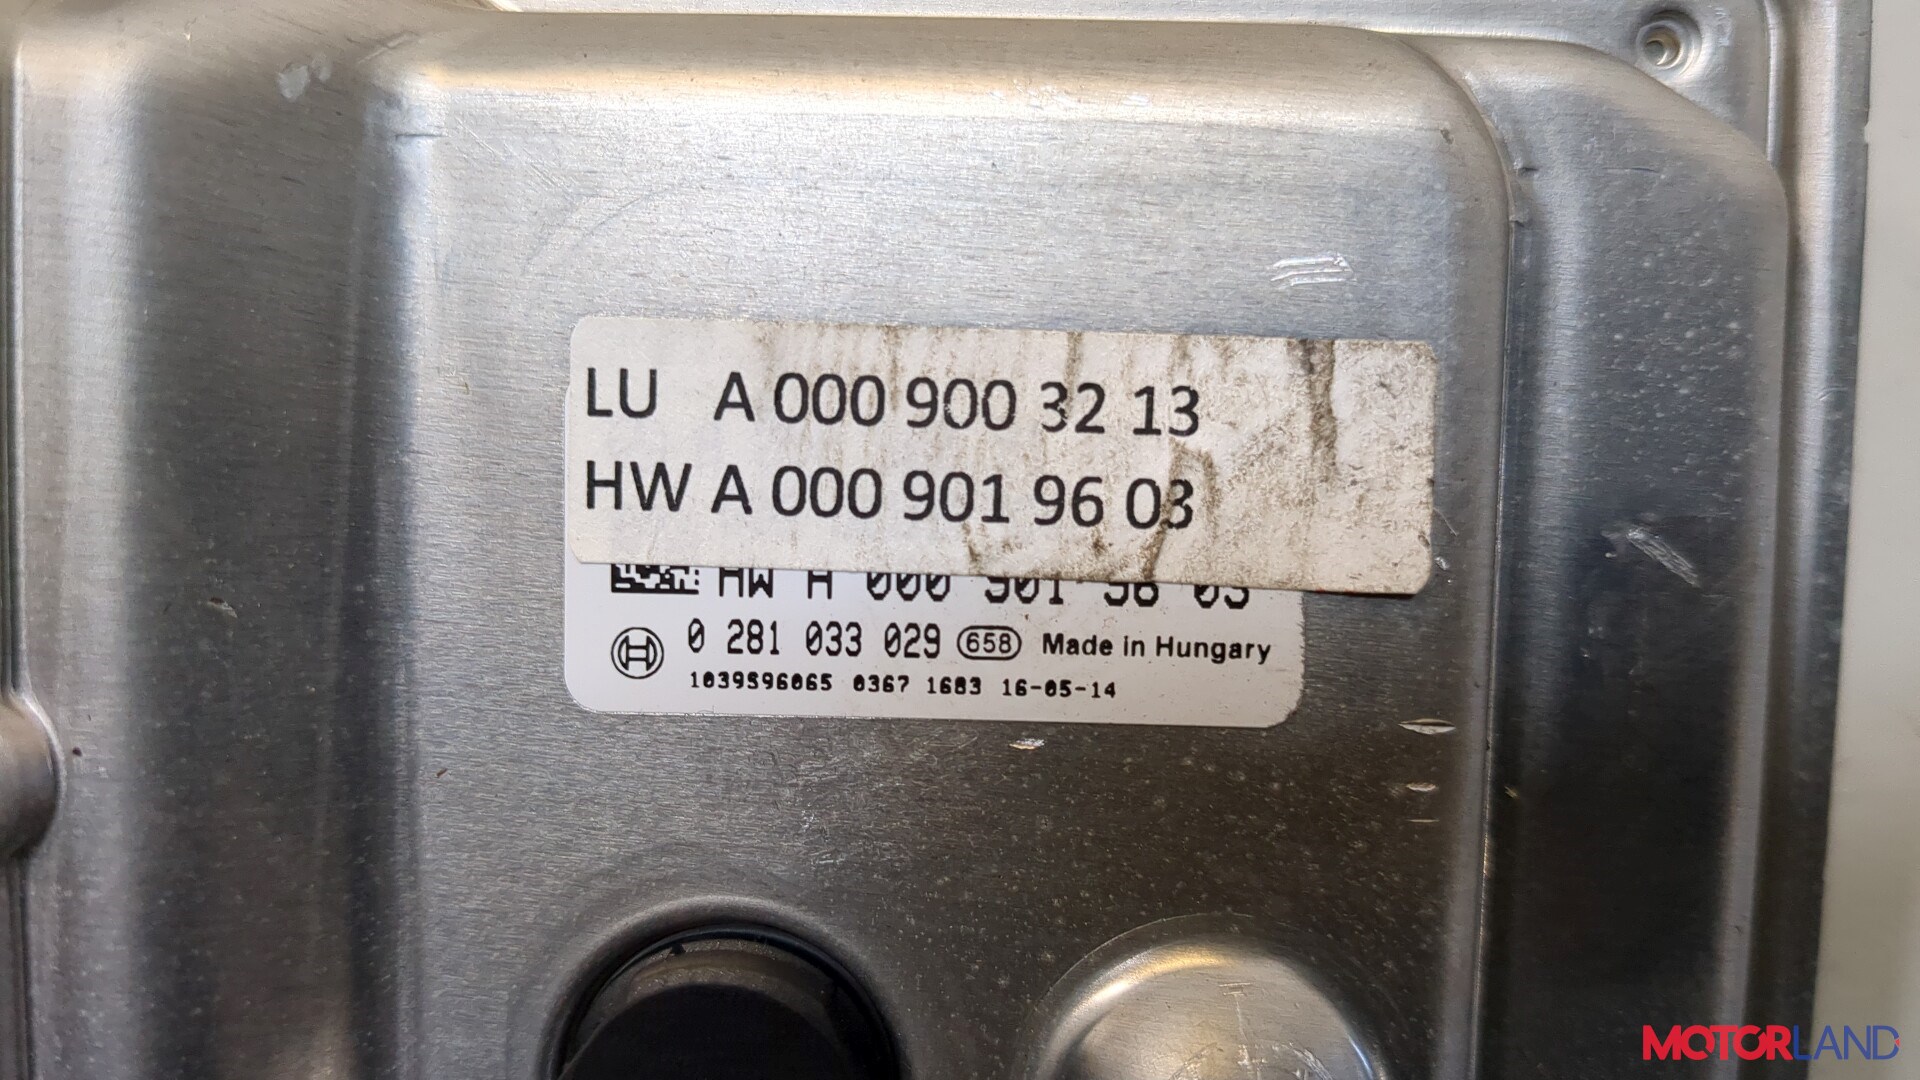 LU A 000 900 32 13
HW A 000 901 96 03
HW A 000 901 96 03
0 281 033 029 658 Made in Hungary
1039S96065 0367 1683 16-05-14
MOTORLAND